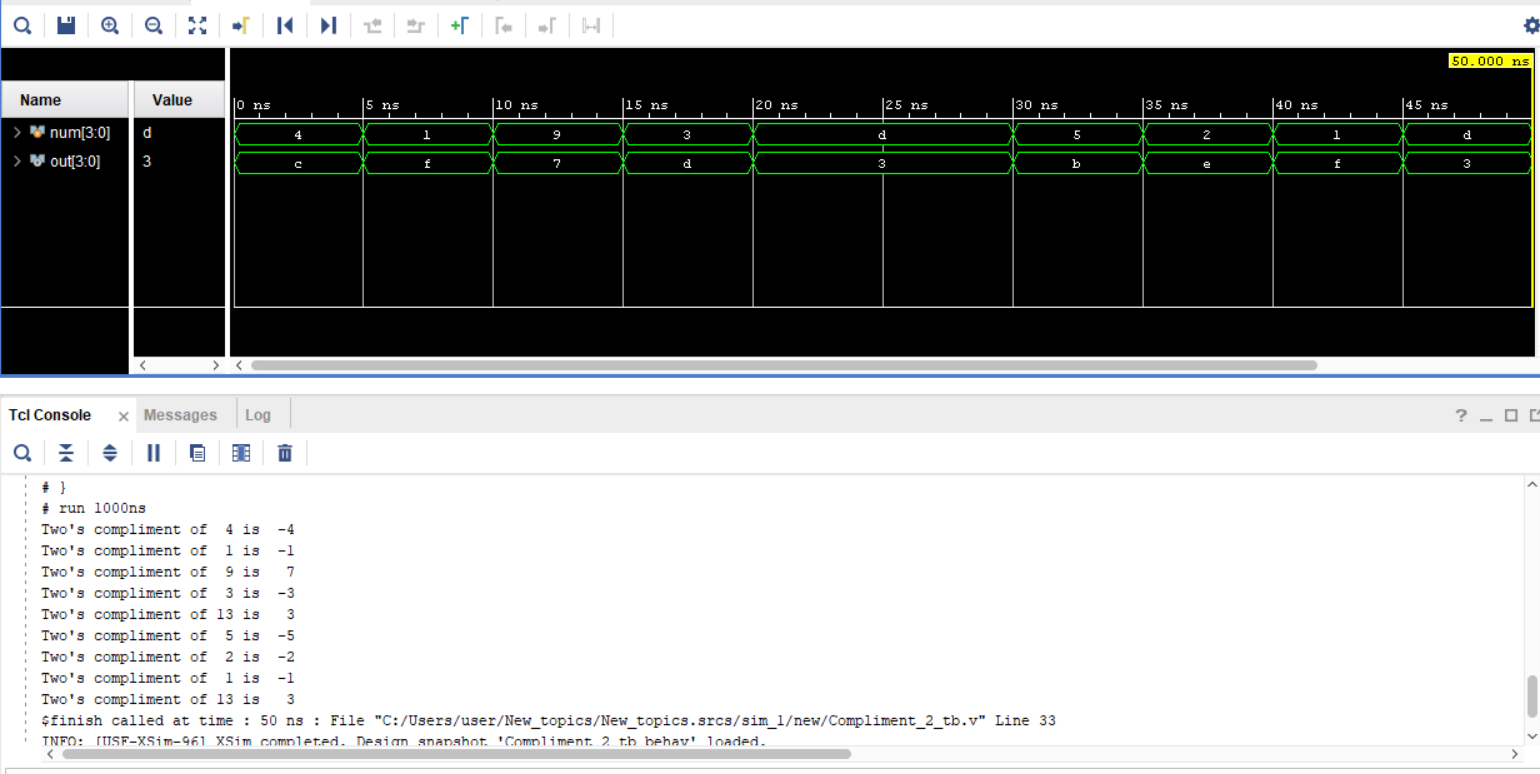 50.000 ns
Name Value
0 ns 5 ns 10 ns 15 ns 20 ns 25 ns 30 ns 35 ns 40 ns 45 ns
num[3:0] d 4 1 9 3 d 5 2 1 d
out[3:0] 3 c f 7 d 3 b e f 3
Tcl Console Messages Log
# }
# run 1000ns
Two's compliment of  4 is  -4
Two's compliment of  1 is  -1
Two's compliment of  9 is   7
Two's compliment of  3 is  -3
Two's compliment of 13 is   3
Two's compliment of  5 is  -5
Two's compliment of  2 is  -2
Two's compliment of  1 is  -1
Two's compliment of 13 is   3
$finish called at time : 50 ns : File "C:/Users/user/New_topics/New_topics.srcs/sim_1/new/Compliment_2_tb.v" Line 33
INFO: [USF-XSim-96] XSim completed. Design snapshot 'Compliment_2_tb_behav' loaded.